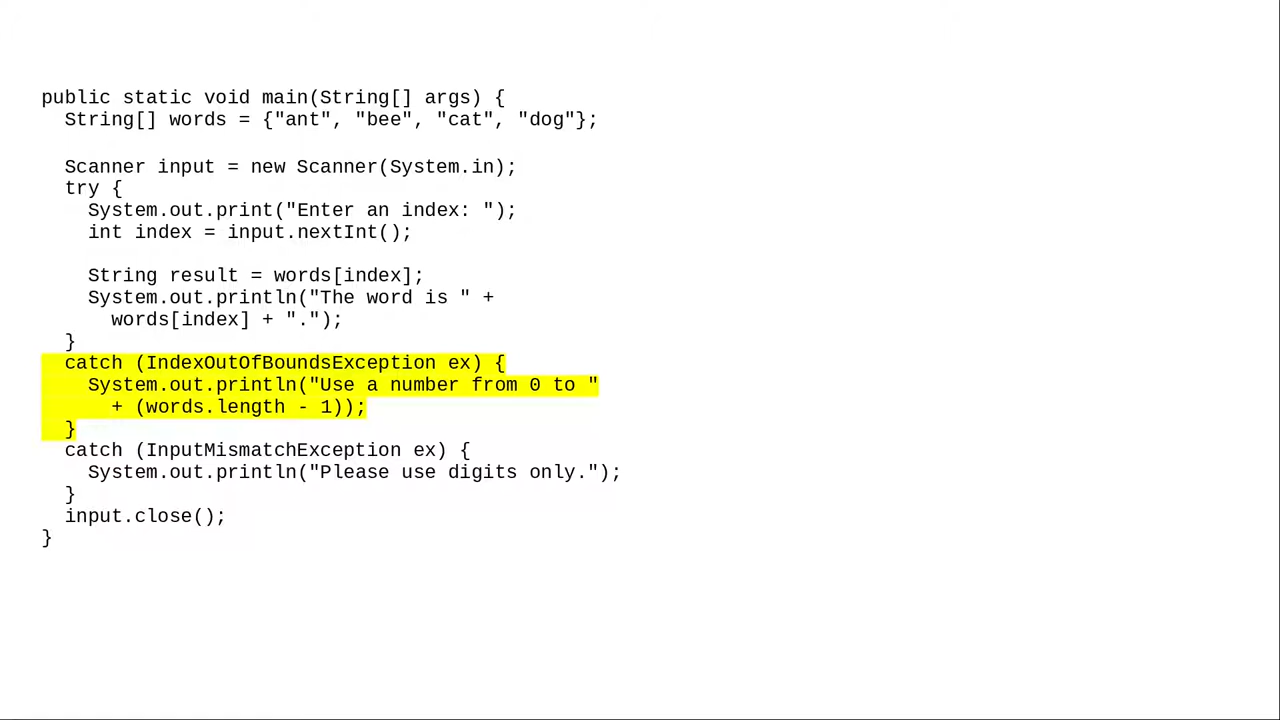 public static void main(String[] args) {
  String[] words = {"ant", "bee", "cat", "dog"};

  Scanner input = new Scanner(System.in);
  try {
    System.out.print("Enter an index: ");
    int index = input.nextInt();

    String result = words[index];
    System.out.println("The word is " +
      words[index] + ".");
  }
  catch (IndexOutOfBoundsException ex) {
    System.out.println("Use a number from 0 to "
      + (words.length - 1));
  }
  catch (InputMismatchException ex) {
    System.out.println("Please use digits only.");
  }
  input.close();
}